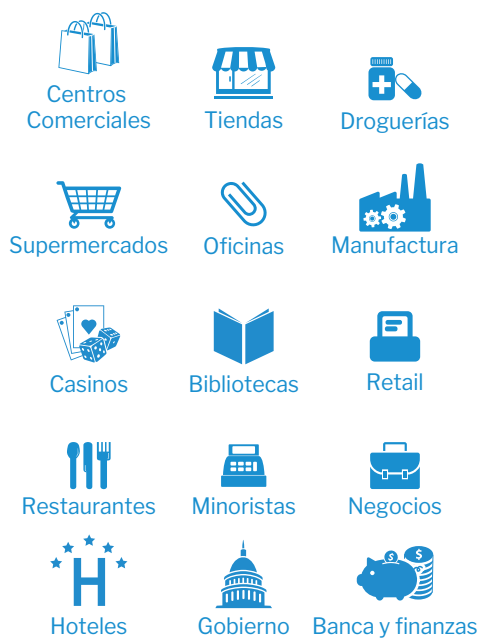 Centros
Comerciales
Tiendas
Droguerías
Supermercados
Oficinas
Manufactura
Casinos
Bibliotecas
Retail
Restaurantes
Minoristas
Negocios
H
Hoteles
Gobierno
$
$
Banca y finanzas